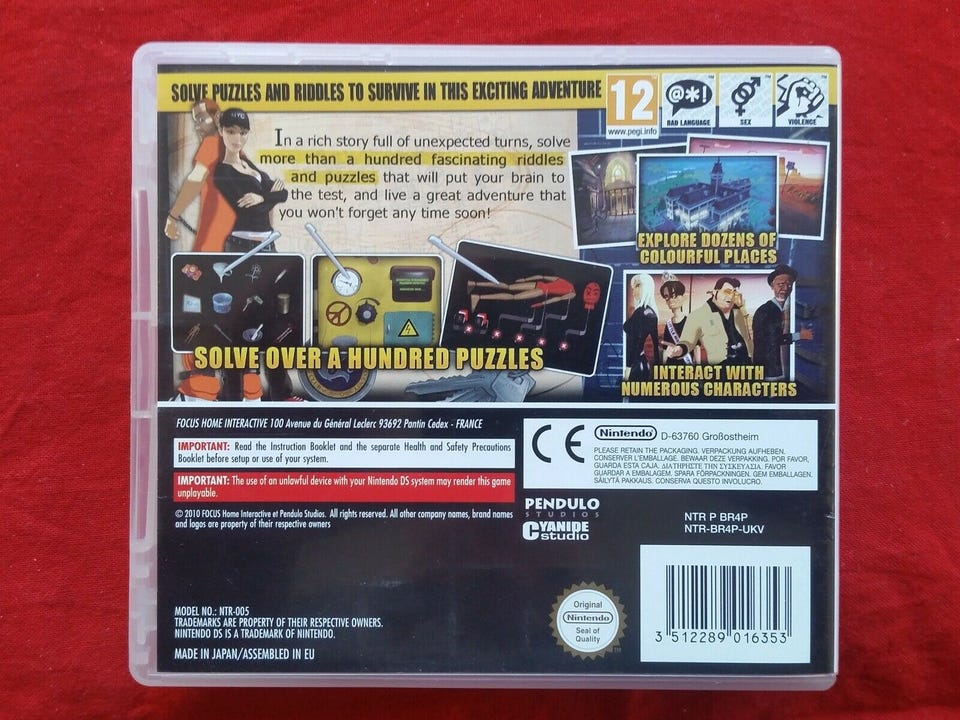 SOLVE PUZZLES AND RIDDLES TO SURVIVE IN THIS EXCITING ADVENTURE
12
www.pegi.info
@*!
BAD LANGUAGE
SEX
VIOLENCE
NYC
In a rich story full of unexpected turns, solve
more than a hundred fascinating riddles
and puzzles that will put your brain to
the test, and live a great adventure that
you won't forget any time soon!
EXPLORE DOZENS OF
COLOURFUL PLACES
SOLVE OVER A HUNDRED PUZZLES
INTERACT WITH
NUMEROUS CHARACTERS
FOCUS HOME INTERACTIVE 100 Avenue du Général Leclerc 93692 Pantin Cedex - FRANCE
IMPORTANT: Read the Instruction Booklet and the separate Health and Safety Precautions
Booklet before setup or use of your system.
IMPORTANT: The use of an unlawful device with your Nintendo DS system may render this game
unplayable.
© 2010 FOCUS Home Interactive et Pendulo Studios. All rights reserved. All other company names, brand names
and logos are property of their respective owners
CE
Nintendo D-63760 Großostheim
PLEASE RETAIN THE PACKAGING. VERPACKUNG AUFHEBEN.
CONSERVER L'EMBALLAGE. BEWAAR DEZE VERPAKKING. POR FAVOR,
GUARDA ESTA CAJA. ΔΙΑΤΗΡΗΣΤΕ ΤΗΝ ΣΥΣΚΕΥΑΣΙΑ. FAVOR
GUARDAR A EMBALAGEM. SPARA FÖRPACKNINGEN. GEM EMBALLAGEN.
SÄILYTÄ PAKKAUS. CONSERVA QUESTO INVOLUCRO.
PENDULO
STUDIOS
CYANIDE
studio
NTR P BR4P
NTR-BR4P-UKV
MODEL NO.: NTR-005
TRADEMARKS ARE PROPERTY OF THEIR RESPECTIVE OWNERS.
NINTENDO DS IS A TRADEMARK OF NINTENDO.
MADE IN JAPAN/ASSEMBLED IN EU
Original
Nintendo
Seal of
Quality
TM
3 512289 016353